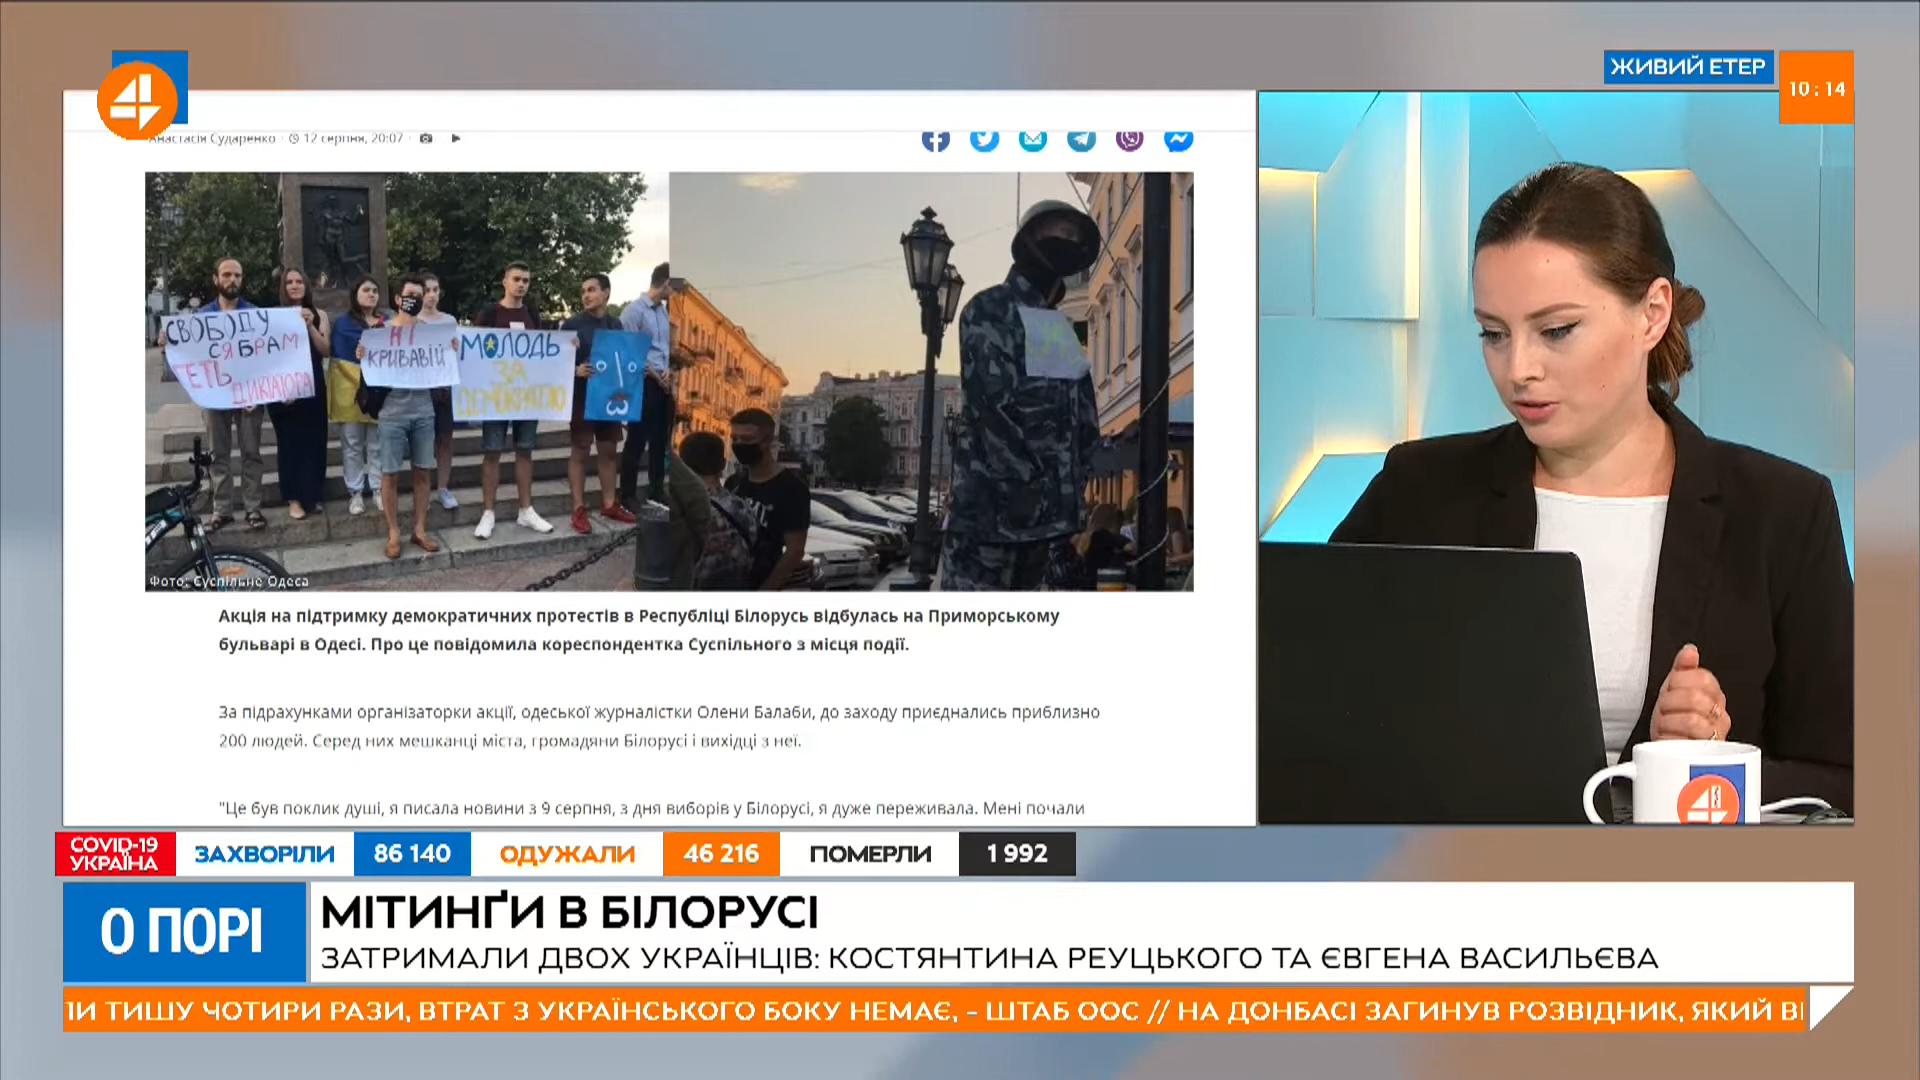 ЖИВИЙ ЕТЕР
10:14
Анастасія Сударенко · 12 серпня, 20:07
СВОБОДУ
СЯБРАМ
ГЕТЬ
ДИКТАТОРА
НІ
КРИВАВІЙ
МОЛОДЬ
ЗА
ДЕМОКРАТІЮ
Фото: Суспільне Одеса
Акція на підтримку демократичних протестів в Республіці Білорусь відбулась на Приморському
бульварі в Одесі. Про це повідомила кореспондентка Суспільного з місця події.
За підрахунками організаторки акції, одеської журналістки Олени Балаби, до заходу приєднались приблизно
200 людей. Серед них мешканці міста, громадяни Білорусі і вихідці з неї.
"Це був поклик душі, я писала новини з 9 серпня, з дня виборів у Білорусі, я дуже переживала. Мені почали
COVID-19
УКРАЇНА
ЗАХВОРІЛИ 86 140 ОДУЖАЛИ 46 216 ПОМЕРЛИ 1 992
О ПОРІ
МІТИНҐИ В БІЛОРУСІ
ЗАТРИМАЛИ ДВОХ УКРАЇНЦІВ: КОСТЯНТИНА РЕУЦЬКОГО ТА ЄВГЕНА ВАСИЛЬЄВА
ЛИ ТИШУ ЧОТИРИ РАЗИ, ВТРАТ З УКРАЇНСЬКОГО БОКУ НЕМАЄ, - ШТАБ ООС // НА ДОНБАСІ ЗАГИНУВ РОЗВІДНИК, ЯКИЙ ВІ